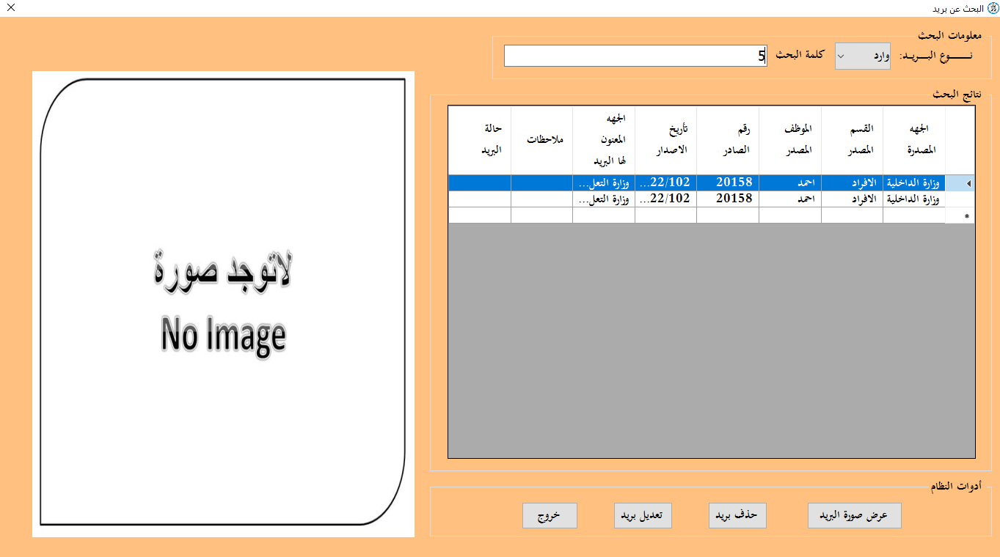 البحث عن بريد
معلومات البحث
نـــــــوع البـــريــد:
وارد
كلمة البحث
5
نتائج البحث
الجهه المصدرة
القسم المصدر
الموظف المصدر
رقم الصادر
تأريخ الاصدار
الجهه المعنون لها البريد
ملاحظات
حالة البريد
وزارة الداخلية الافراد احمد 20158 22/102... وزارة التعل...
وزارة الداخلية الافراد احمد 20158 22/102... وزارة التعل...
لاتوجد صورة
No Image
أدوات النظام
عرض صورة البريد
حذف بريد
تعديل بريد
خروج